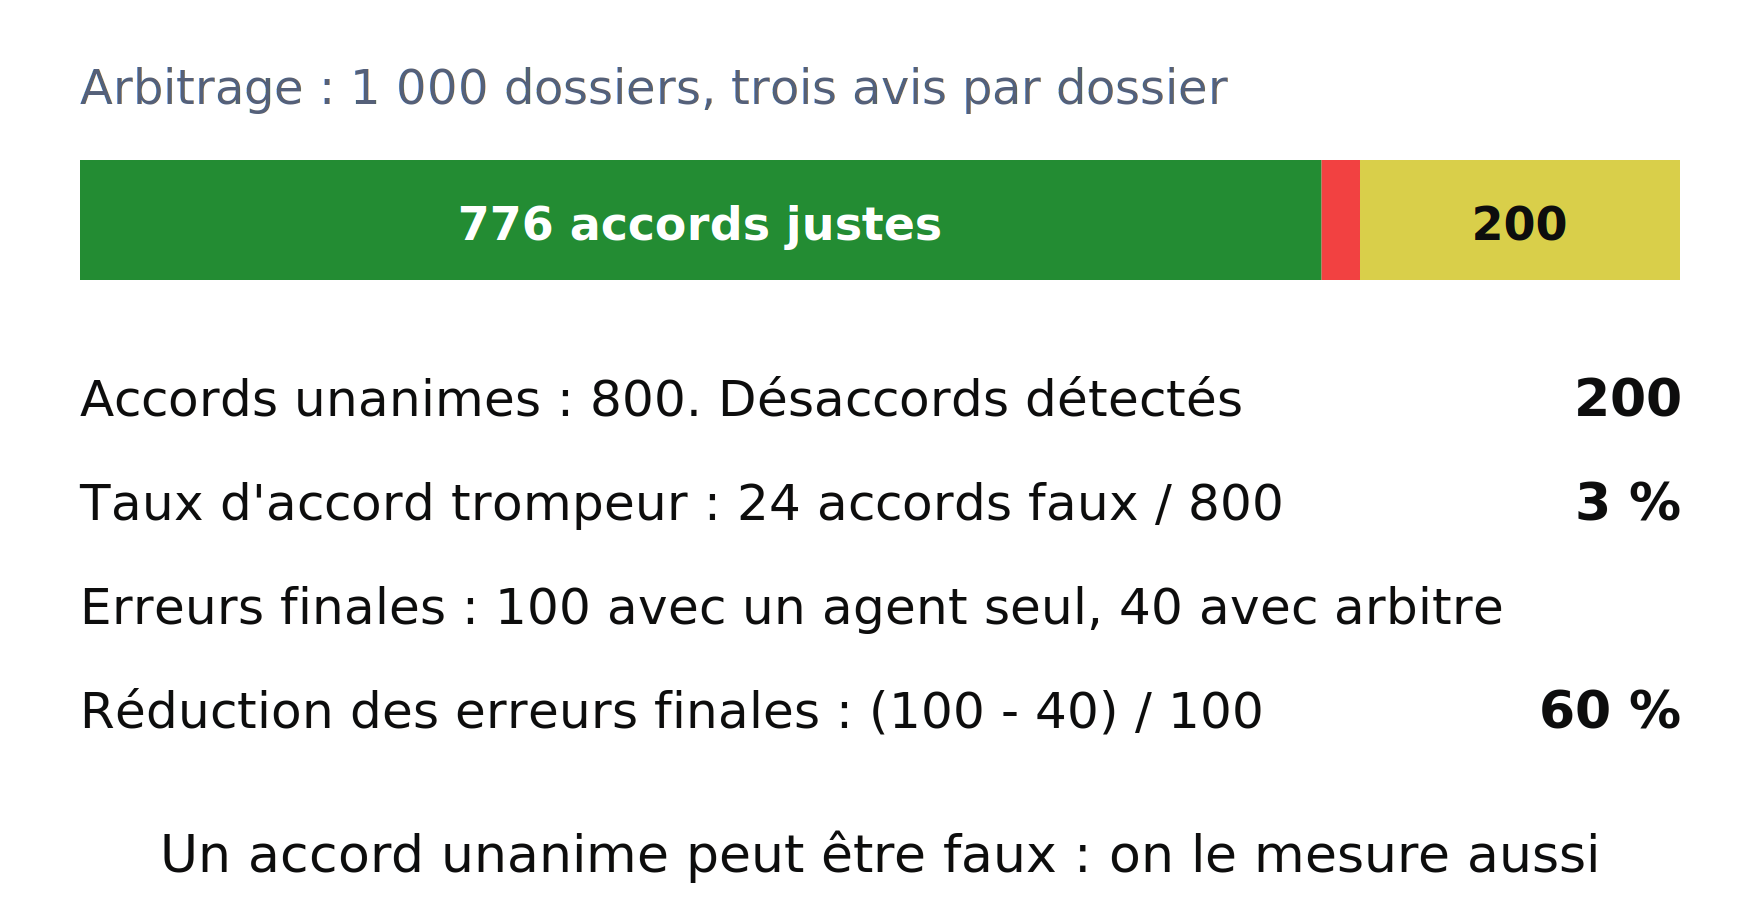 Arbitrage : 1 000 dossiers, trois avis par dossier
776 accords justes 200
Accords unanimes : 800. Désaccords détectés 200
Taux d'accord trompeur : 24 accords faux / 800 3 %
Erreurs finales : 100 avec un agent seul, 40 avec arbitre
Réduction des erreurs finales : (100 - 40) / 100 60 %
Un accord unanime peut être faux : on le mesure aussi